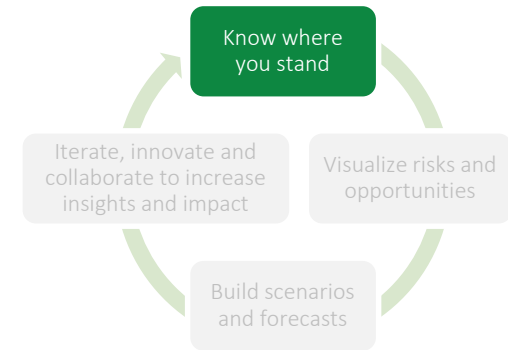 Know where
you stand
Visualize risks and
opportunities
Build scenarios
and forecasts
Iterate, innovate and
collaborate to increase
insights and impact